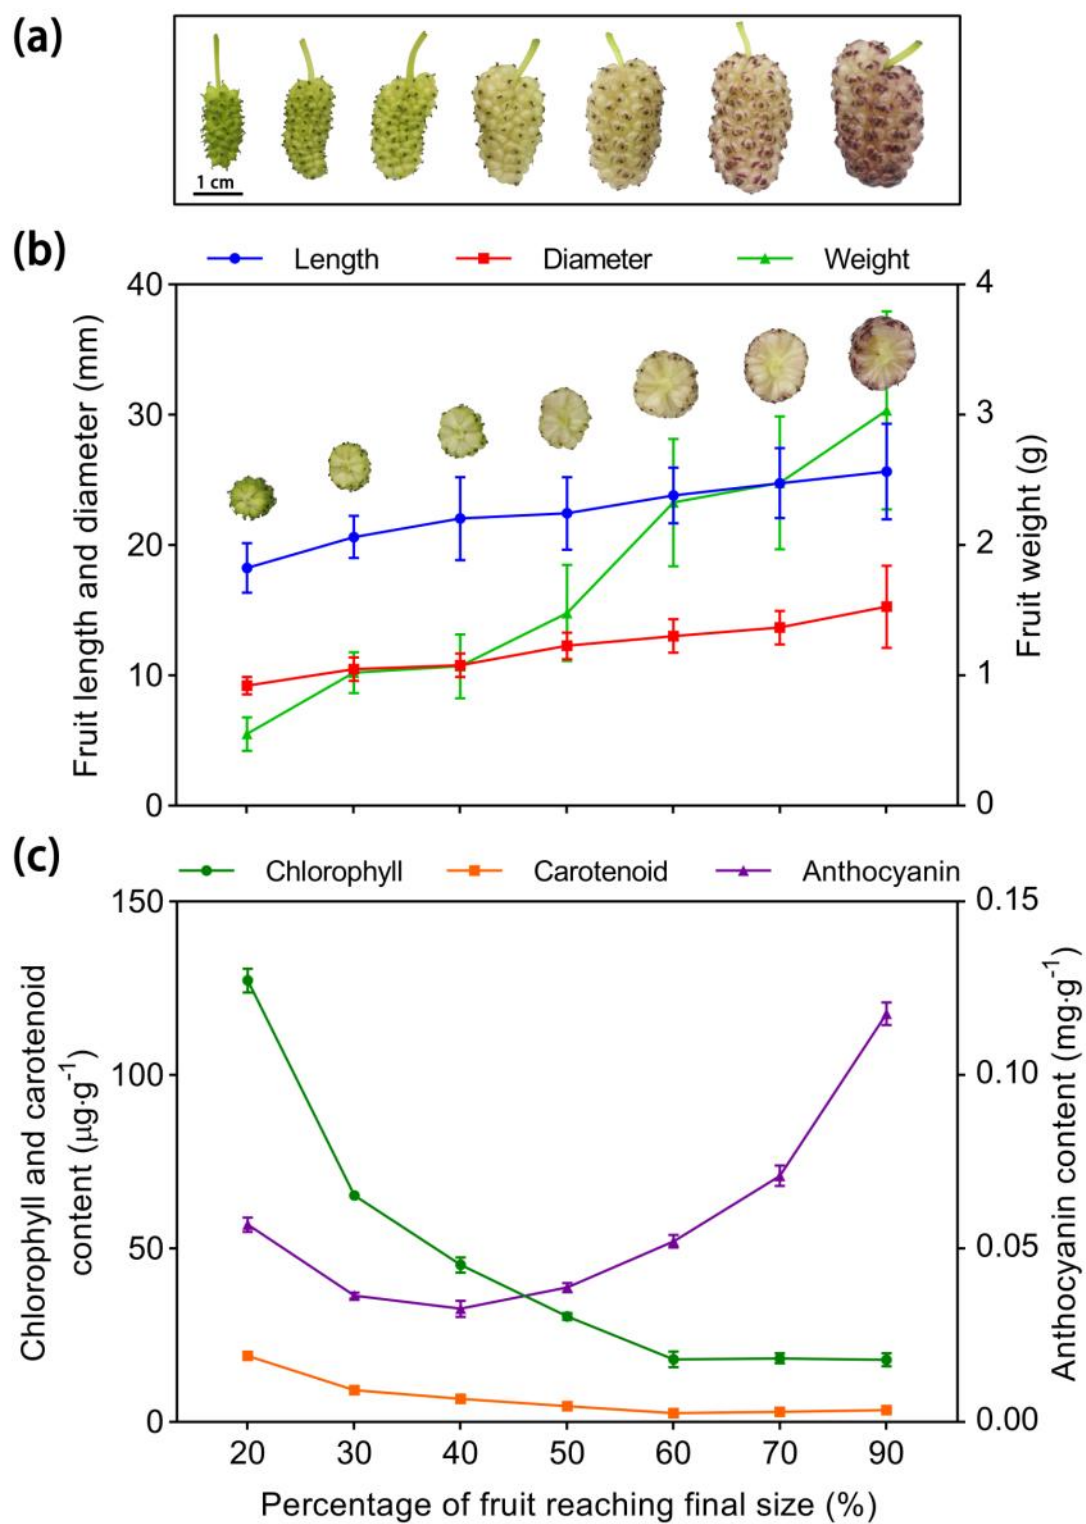 (a)
1 cm
(b)
Length Diameter Weight
40 4
30 3
20 2
10 1
0 0
Fruit length and diameter (mm)
Fruit weight (g)
(c)
Chlorophyll Carotenoid Anthocyanin
150 0.15
100 0.10
50 0.05
0 0.00
Chlorophyll and carotenoid
content (μg·g⁻¹)
Anthocyanin content (mg·g⁻¹)
20 30 40 50 60 70 90
Percentage of fruit reaching final size (%)